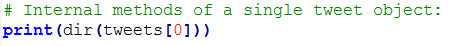 # Internal methods of a single tweet object:
print(dir(tweets[0]))